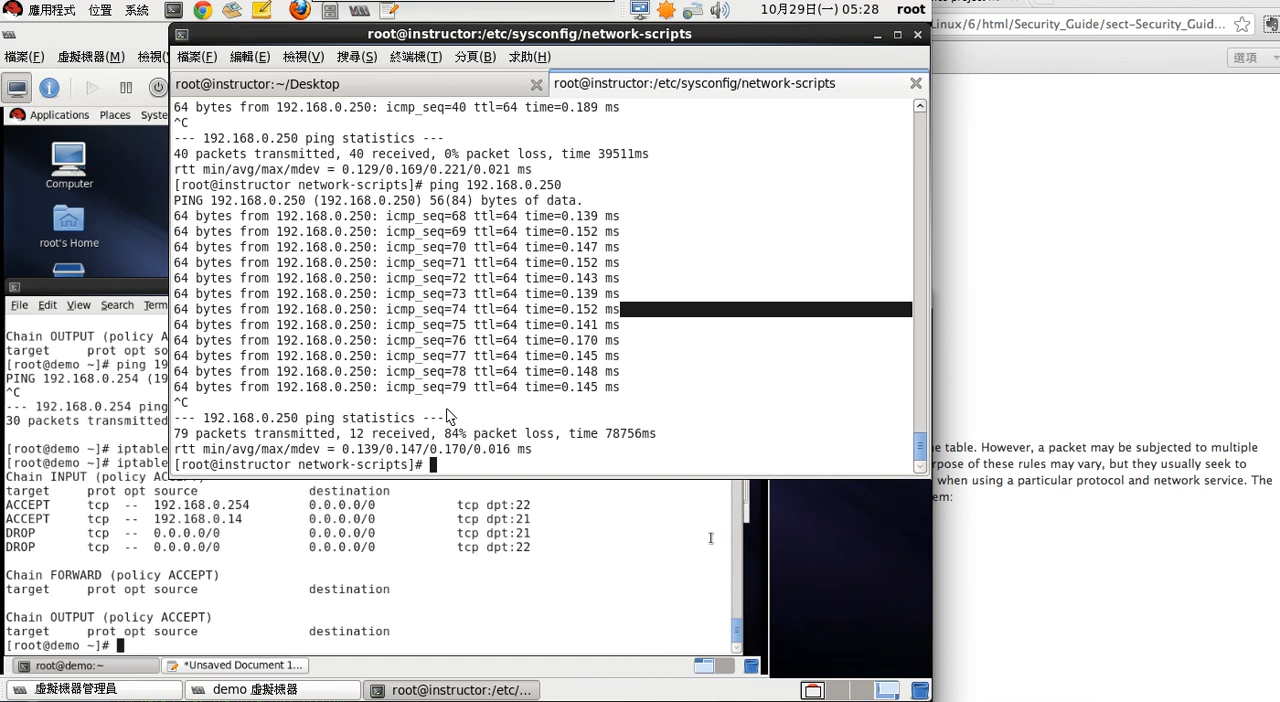 應用程式 位置 系統 10月29日(一) 05:28 root
root@instructor:/etc/sysconfig/network-scripts
檔案(F) 編輯(E) 檢視(V) 搜尋(S) 終端機(T) 分頁(B) 求助(H)
root@instructor:~/Desktop
root@instructor:/etc/sysconfig/network-scripts
64 bytes from 192.168.0.250: icmp_seq=40 ttl=64 time=0.189 ms
^C
--- 192.168.0.250 ping statistics ---
40 packets transmitted, 40 received, 0% packet loss, time 39511ms
rtt min/avg/max/mdev = 0.129/0.169/0.221/0.021 ms
[root@instructor network-scripts]# ping 192.168.0.250
PING 192.168.0.250 (192.168.0.250) 56(84) bytes of data.
64 bytes from 192.168.0.250: icmp_seq=68 ttl=64 time=0.139 ms
64 bytes from 192.168.0.250: icmp_seq=69 ttl=64 time=0.152 ms
64 bytes from 192.168.0.250: icmp_seq=70 ttl=64 time=0.147 ms
64 bytes from 192.168.0.250: icmp_seq=71 ttl=64 time=0.152 ms
64 bytes from 192.168.0.250: icmp_seq=72 ttl=64 time=0.143 ms
64 bytes from 192.168.0.250: icmp_seq=73 ttl=64 time=0.139 ms
64 bytes from 192.168.0.250: icmp_seq=74 ttl=64 time=0.152 ms
64 bytes from 192.168.0.250: icmp_seq=75 ttl=64 time=0.141 ms
64 bytes from 192.168.0.250: icmp_seq=76 ttl=64 time=0.170 ms
64 bytes from 192.168.0.250: icmp_seq=77 ttl=64 time=0.145 ms
64 bytes from 192.168.0.250: icmp_seq=78 ttl=64 time=0.148 ms
64 bytes from 192.168.0.250: icmp_seq=79 ttl=64 time=0.145 ms
^C
--- 192.168.0.250 ping statistics ---
79 packets transmitted, 12 received, 84% packet loss, time 78756ms
rtt min/avg/max/mdev = 0.139/0.147/0.170/0.016 ms
[root@instructor network-scripts]#
檔案(F) 虛擬機器(M) 檢視(
Applications Places Syste
Computer
root's Home
File Edit View Search Term
Chain OUTPUT (policy A
target prot opt so
[root@demo ~]# ping 19
PING 192.168.0.254 (19
^C
--- 192.168.0.254 ping
30 packets transmitted
[root@demo ~]# iptable
[root@demo ~]# iptable
Chain INPUT (policy AC
target prot opt source destination
ACCEPT tcp -- 192.168.0.254 0.0.0.0/0 tcp dpt:22
ACCEPT tcp -- 192.168.0.14 0.0.0.0/0 tcp dpt:21
DROP tcp -- 0.0.0.0/0 0.0.0.0/0 tcp dpt:21
DROP tcp -- 0.0.0.0/0 0.0.0.0/0 tcp dpt:22
Chain FORWARD (policy ACCEPT)
target prot opt source destination
Chain OUTPUT (policy ACCEPT)
target prot opt source destination
[root@demo ~]#
root@demo:~ *Unsaved Document 1...
虛擬機器管理員 demo 虛擬機器 root@instructor:/etc/...
Linux/6/html/Security_Guide/sect-Security_Guid...
選項
he table. However, a packet may be subjected to multiple
rpose of these rules may vary, but they usually seek to
when using a particular protocol and network service. The
em: